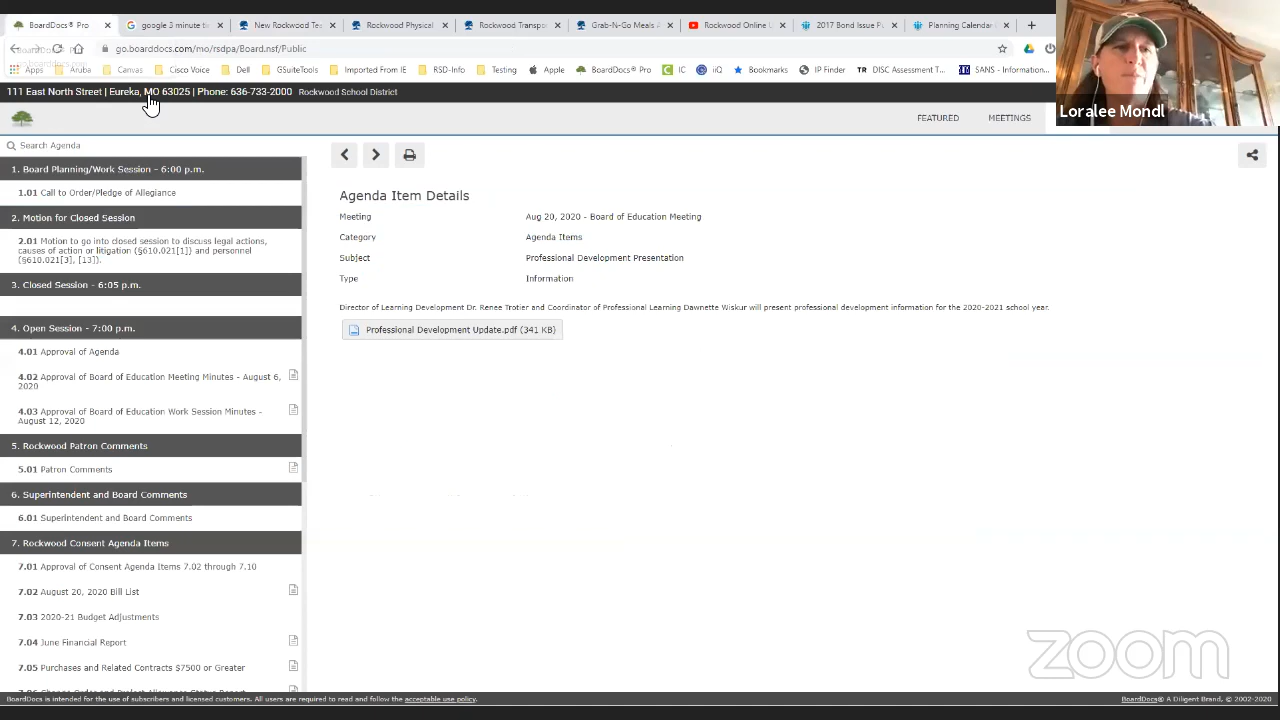 BoardDocs® Pro
google 3 minute ti
New Rockwood Te
Rockwood Physical
Rockwood Transpo
Grab-N-Go Meals
Rockwood Online
2017 Bond Issue P
Planning Calendar
go.boarddocs.com/mo/rsdpa/Board.nsf/Public
Apps Aruba Canvas Cisco Voice Dell GSuiteTools Imported From IE RSD-Info Testing Apple BoardDocs® Pro IC iiQ Bookmarks IP Finder DISC Assessment T... SANS - Information...
111 East North Street | Eureka, MO 63025 | Phone: 636-733-2000 Rockwood School District
Loralee Mondl
FEATURED MEETINGS
Search Agenda
1. Board Planning/Work Session - 6:00 p.m.
1.01 Call to Order/Pledge of Allegiance
2. Motion for Closed Session
2.01 Motion to go into closed session to discuss legal actions,
causes of action or litigation (§610.021[1]) and personnel
(§610.021[3], [13]).
3. Closed Session - 6:05 p.m.
4. Open Session - 7:00 p.m.
4.01 Approval of Agenda
4.02 Approval of Board of Education Meeting Minutes - August 6,
2020
4.03 Approval of Board of Education Work Session Minutes -
August 12, 2020
5. Rockwood Patron Comments
5.01 Patron Comments
6. Superintendent and Board Comments
6.01 Superintendent and Board Comments
7. Rockwood Consent Agenda Items
7.01 Approval of Consent Agenda Items 7.02 through 7.10
7.02 August 20, 2020 Bill List
7.03 2020-21 Budget Adjustments
7.04 June Financial Report
7.05 Purchases and Related Contracts $7500 or Greater
Agenda Item Details
Meeting Aug 20, 2020 - Board of Education Meeting
Category Agenda Items
Subject Professional Development Presentation
Type Information
Director of Learning Development Dr. Renee Trotier and Coordinator of Professional Learning Dawnette Wiskur will present professional development information for the 2020-2021 school year.
Professional Development Update.pdf (341 KB)
zoom
BoardDocs is intended for the use of subscribers and licensed customers. All users are required to read and follow the acceptable use policy.
BoardDocs® A Diligent Brand, © 2002-2020